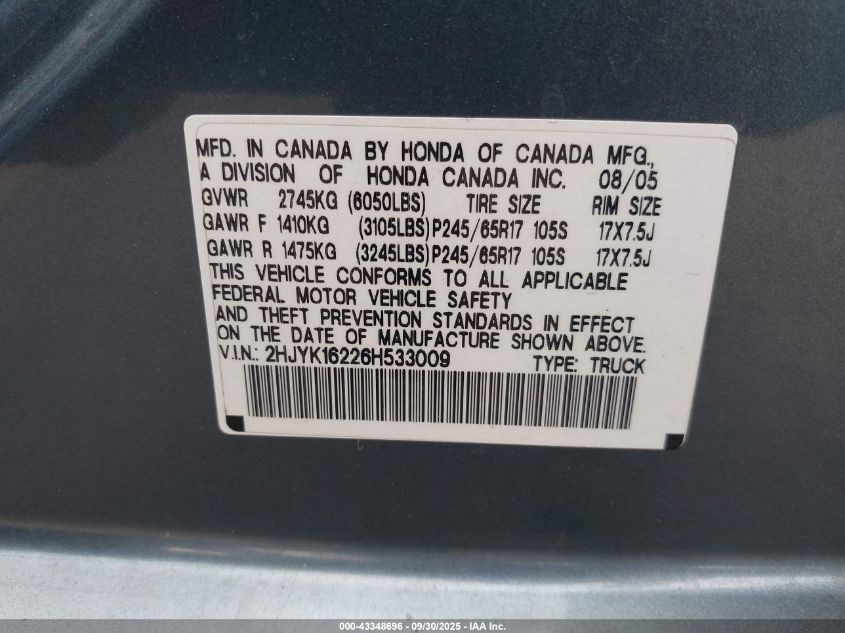 MFD. IN CANADA BY HONDA OF CANADA MFG.,
A DIVISION OF HONDA CANADA INC. 08/05
GVWR 2745KG (6050LBS) TIRE SIZE RIM SIZE
GAWR F 1410KG (3105LBS) P245/65R17 105S 17X7.5J
GAWR R 1475KG (3245LBS) P245/65R17 105S 17X7.5J
THIS VEHICLE CONFORMS TO ALL APPLICABLE
FEDERAL MOTOR VEHICLE SAFETY
AND THEFT PREVENTION STANDARDS IN EFFECT
ON THE DATE OF MANUFACTURE SHOWN ABOVE.
V.I.N.: 2HJYK16226H533009 TYPE: TRUCK
000-43348696 - 09/30/2025 - IAA Inc.